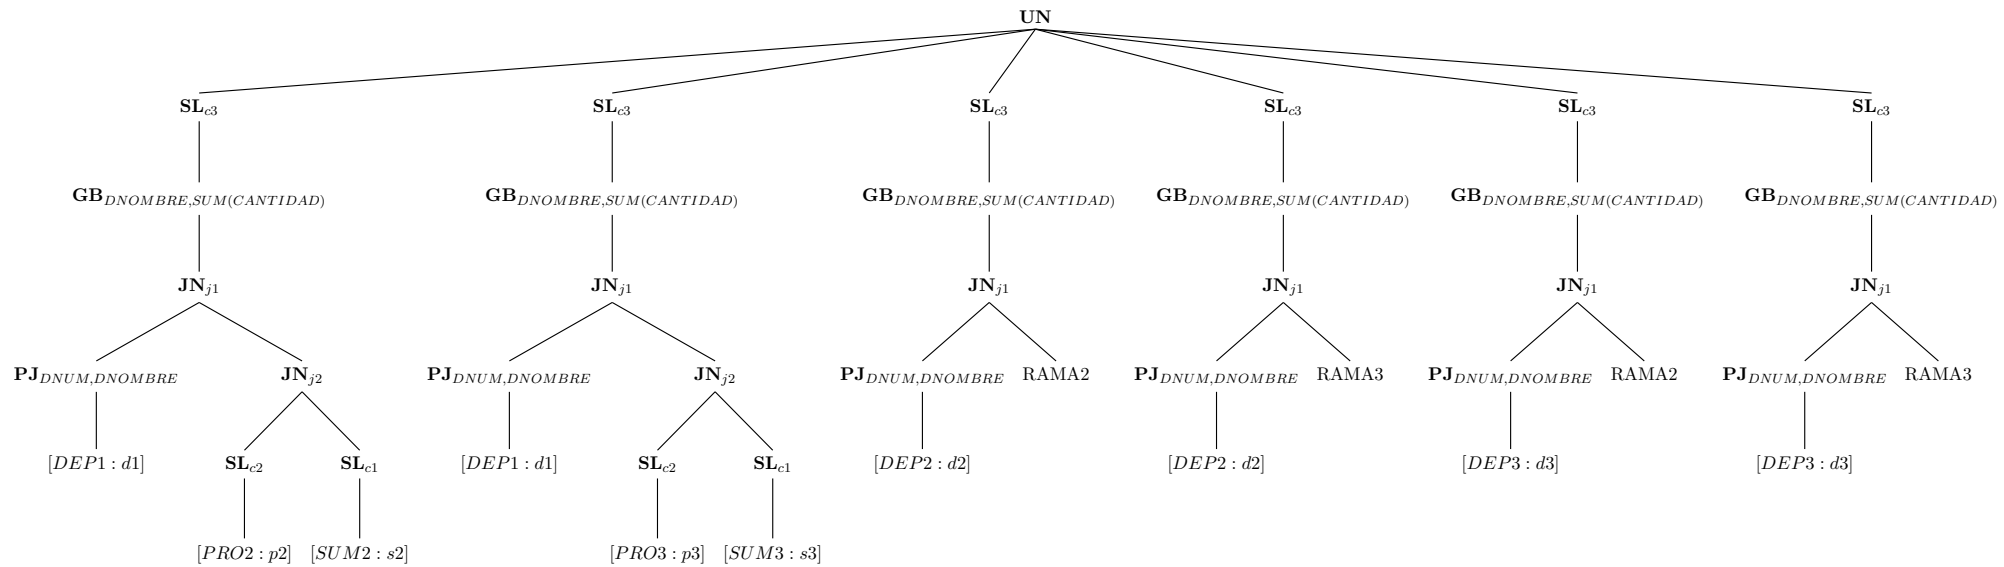 UN
SL_c3 SL_c3 SL_c3 SL_c3 SL_c3 SL_c3
GB_DNOMBRE,SUM(CANTIDAD) GB_DNOMBRE,SUM(CANTIDAD) GB_DNOMBRE,SUM(CANTIDAD) GB_DNOMBRE,SUM(CANTIDAD) GB_DNOMBRE,SUM(CANTIDAD) GB_DNOMBRE,SUM(CANTIDAD)
JN_j1 JN_j1 JN_j1 JN_j1 JN_j1 JN_j1
PJ_DNUM,DNOMBRE JN_j2 PJ_DNUM,DNOMBRE JN_j2 PJ_DNUM,DNOMBRE RAMA2 PJ_DNUM,DNOMBRE RAMA3 PJ_DNUM,DNOMBRE RAMA2 PJ_DNUM,DNOMBRE RAMA3
[DEP1 : d1] SL_c2 SL_c1 [DEP1 : d1] SL_c2 SL_c1 [DEP2 : d2] [DEP2 : d2] [DEP3 : d3] [DEP3 : d3]
[PRO2 : p2] [SUM2 : s2] [PRO3 : p3] [SUM3 : s3]